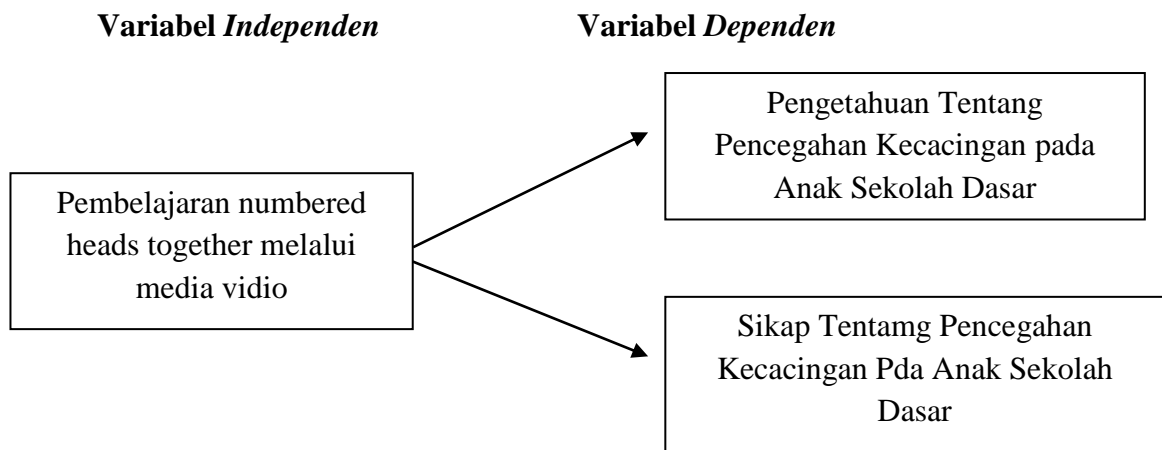 Variabel Independen Variabel Dependen
Pengetahuan Tentang
Pencegahan Kecacingan pada
Anak Sekolah Dasar
Pembelajaran numbered
heads together melalui
media vidio
Sikap Tentamg Pencegahan
Kecacingan Pda Anak Sekolah
Dasar